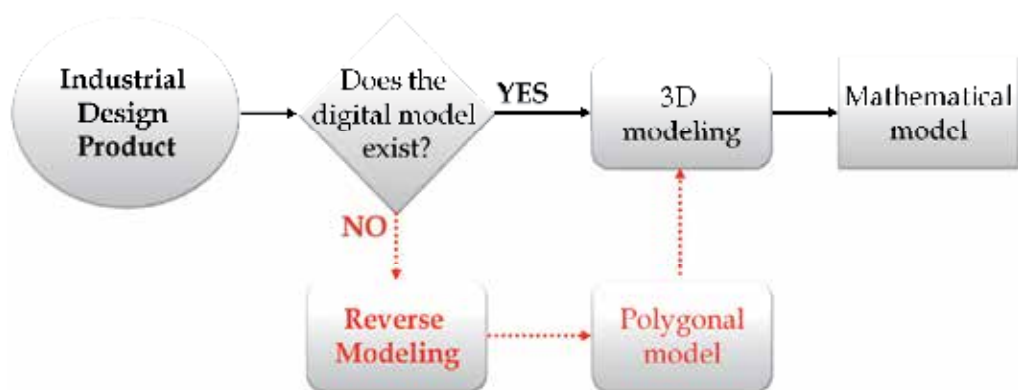 Industrial
Design
Product
Does the
digital model
exist?
YES
3D
modeling
Mathematical
model
NO
Reverse
Modeling
Polygonal
model